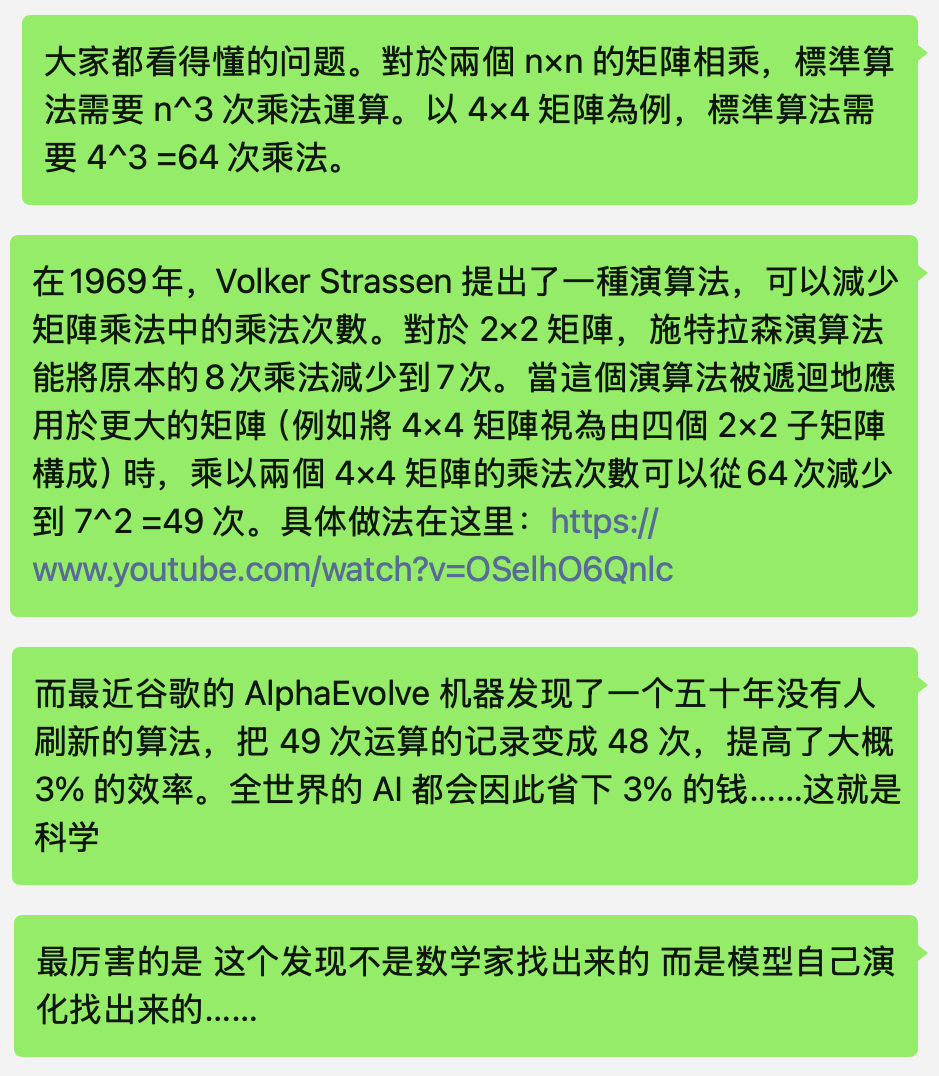 大家都看得懂的问题。對於兩個 n×n 的矩陣相乘，標準算
法需要 n^3 次乘法運算。以 4×4 矩陣為例，標準算法需
要 4^3 =64 次乘法。
在1969年，Volker Strassen 提出了一種演算法，可以減少
矩陣乘法中的乘法次數。對於 2×2 矩陣，施特拉森演算法
能將原本的8次乘法減少到7次。當這個演算法被遞迴地應
用於更大的矩陣（例如將 4×4 矩陣視為由四個 2×2 子矩陣
構成）時，乘以兩個 4×4 矩陣的乘法次數可以從64次減少
到 7^2 =49 次。具体做法在这里：https://
www.youtube.com/watch?v=OSelhO6Qnlc
而最近谷歌的 AlphaEvolve 机器发现了一个五十年没有人
刷新的算法，把 49 次运算的记录变成 48 次，提高了大概
3% 的效率。全世界的 AI 都会因此省下 3% 的钱……这就是
科学
最厉害的是 这个发现不是数学家找出来的 而是模型自己演
化找出来的……